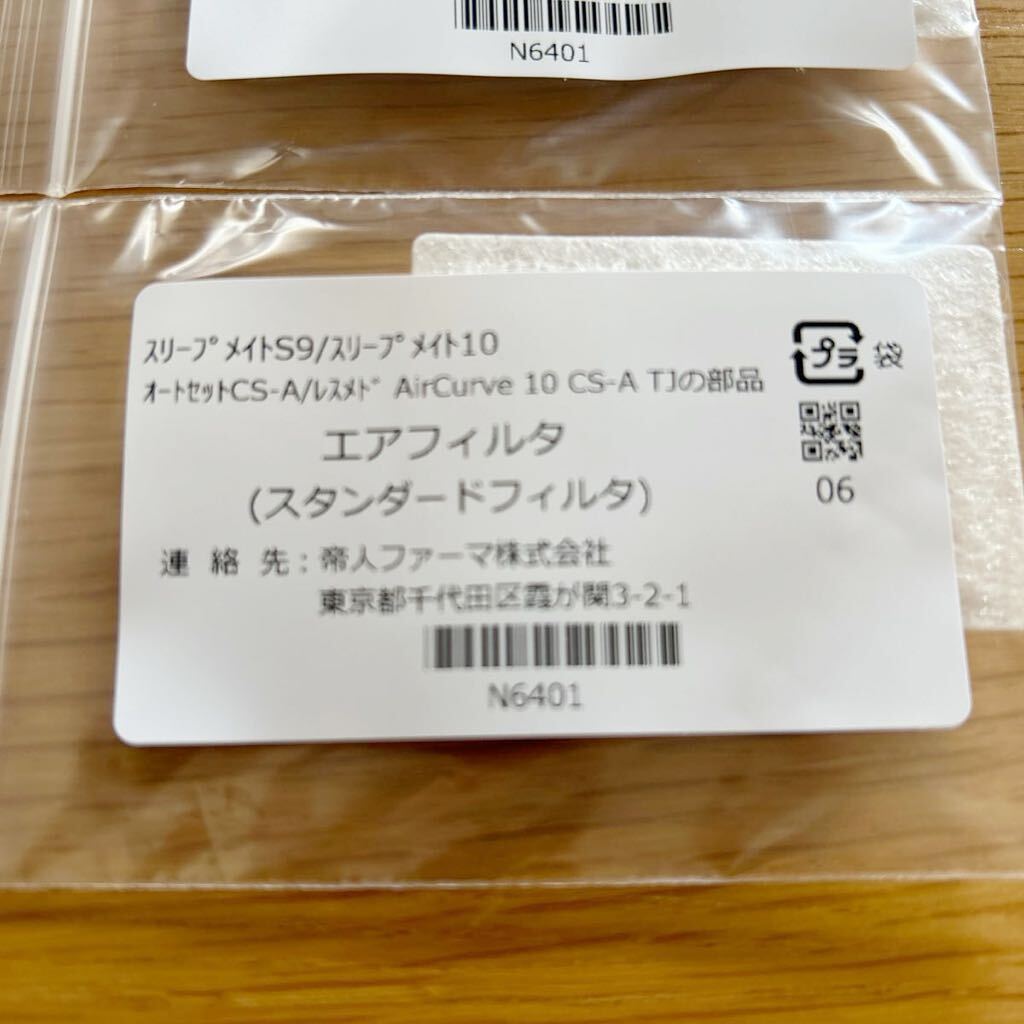 N6401
ｽﾘｰﾌﾟﾒｲﾄS9/ｽﾘｰﾌﾟﾒｲﾄ10
ｵｰﾄｾｯﾄCS-A/ﾚｽﾒﾄﾞ AirCurve 10 CS-A TJの部品
エアフィルタ
(スタンダードフィルタ)
連 絡 先：帝人ファーマ株式会社
東京都千代田区霞が関3-2-1
N6401
プラ 袋
06